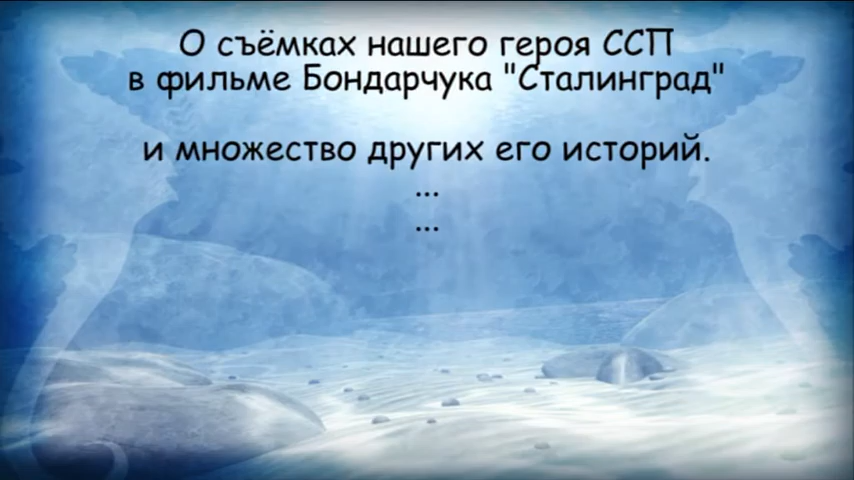 О съёмках нашего героя ССП
в фильме Бондарчука "Сталинград"
и множество других его историй.
...
...